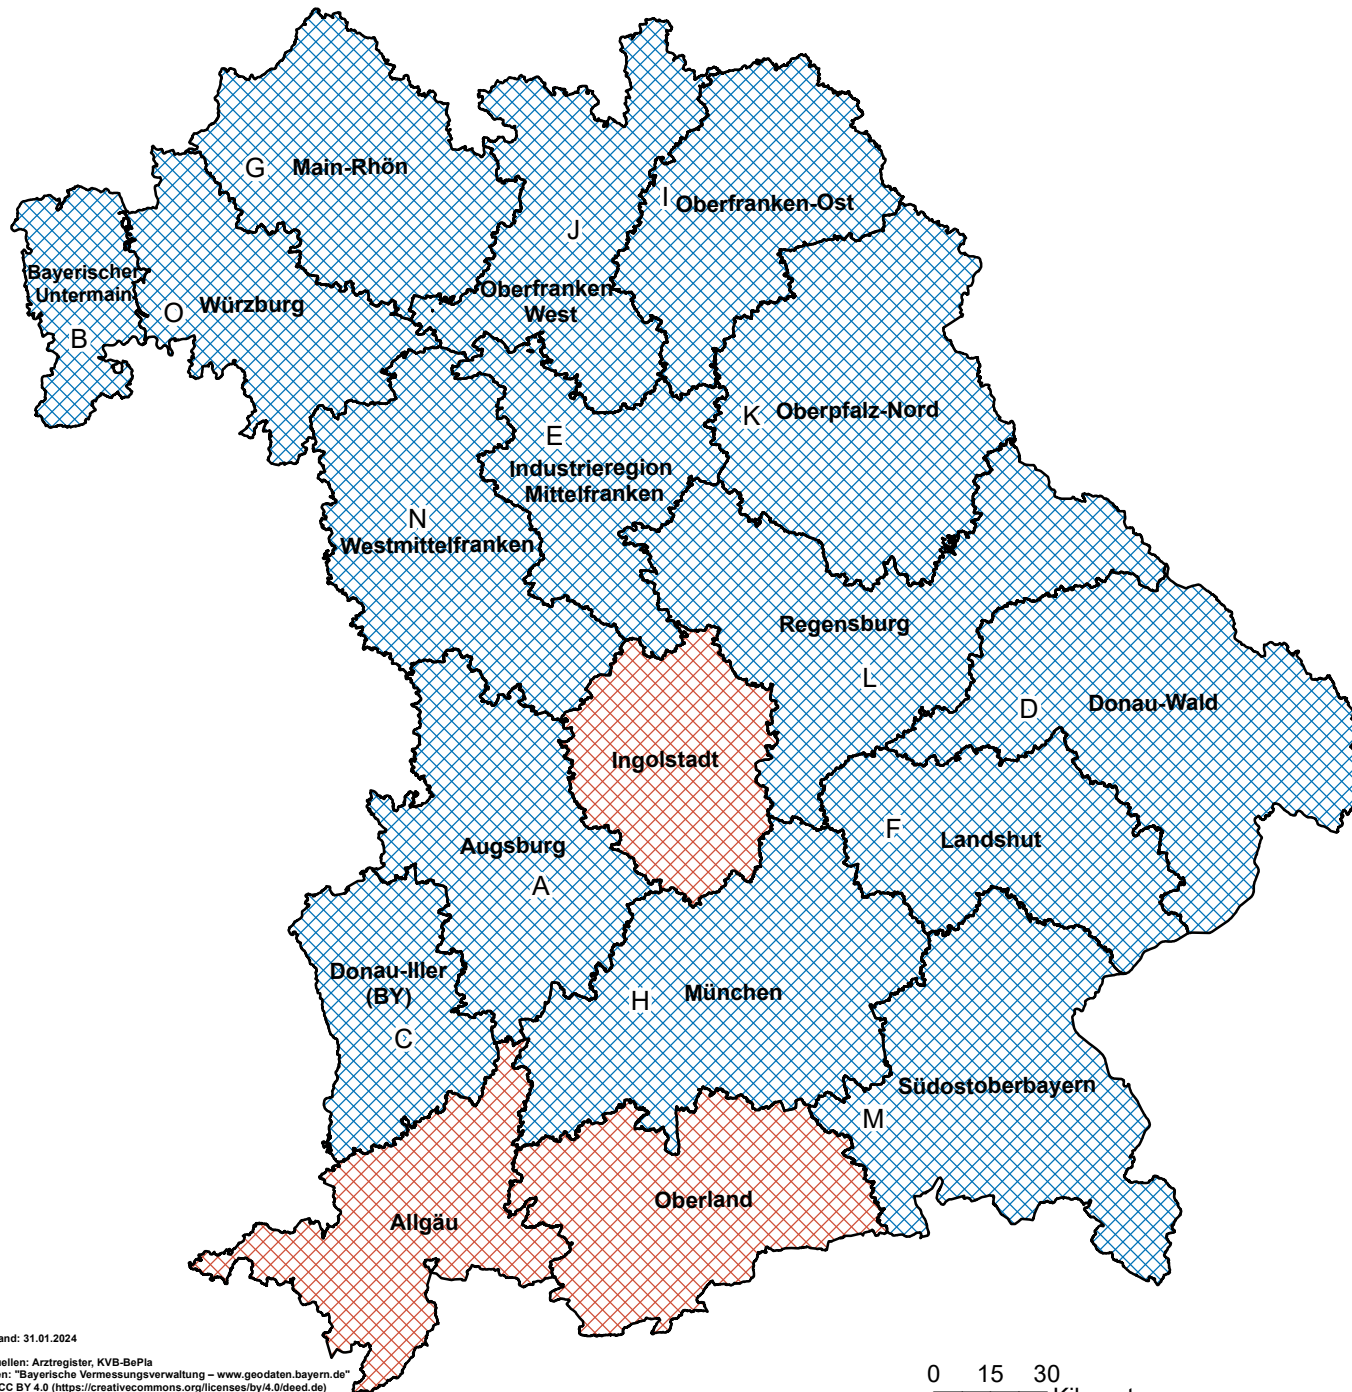 G Main-Rhön
I Oberfranken-Ost
J
Bayerischer
Untermain
B
O Würzburg
Oberfranken
West
K Oberpfalz-Nord
E
Industrieregion
Mittelfranken
N
Westmittelfranken
Regensburg
L
D Donau-Wald
Ingolstadt
F Landshut
Augsburg
A
Donau-Iller
(BY)
C
H München
Südostoberbayern
M
Oberland
Allgäu
and: 31.01.2024
ellen: Arztregister, KVB-BePla
en: "Bayerische Vermessungsverwaltung – www.geodaten.bayern.de"
CC BY 4.0 (https://creativecommons.org/licenses/by/4.0/deed.de)
0 15 30